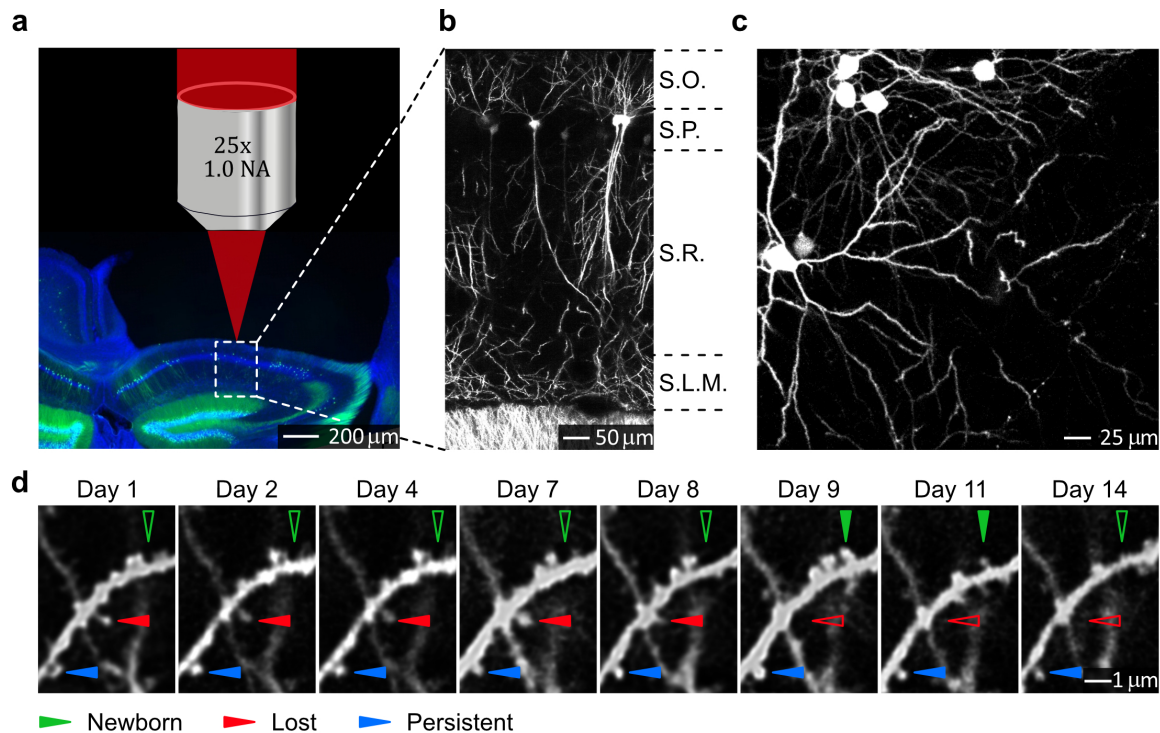 a
25x
1.0 NA
200 µm
b
S.O.
S.P.
S.R.
S.L.M.
50 µm
c
25 µm
d
Day 1 Day 2 Day 4 Day 7 Day 8 Day 9 Day 11 Day 14
1 µm
Newborn Lost Persistent